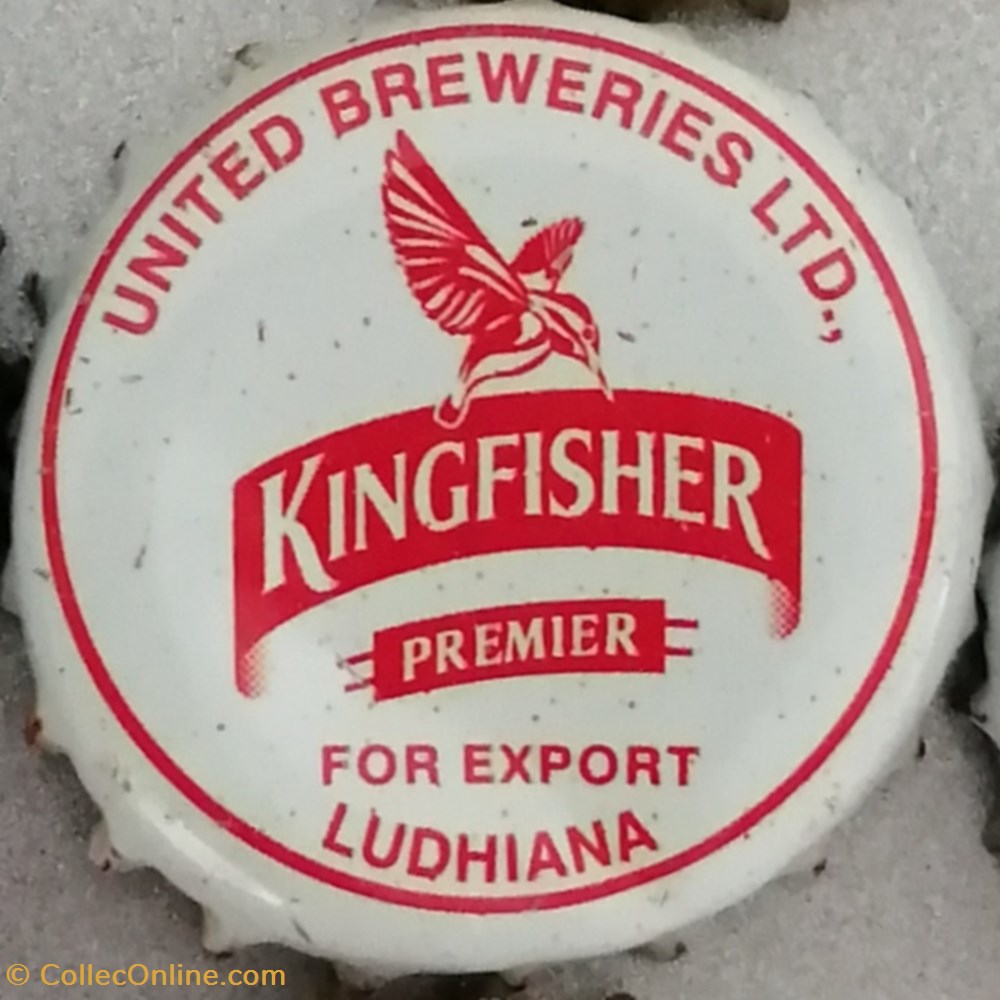 UNITED BREWERIES LTD.,
KINGFISHER
PREMIER
FOR EXPORT
LUDHIANA
© CollecOnline.com